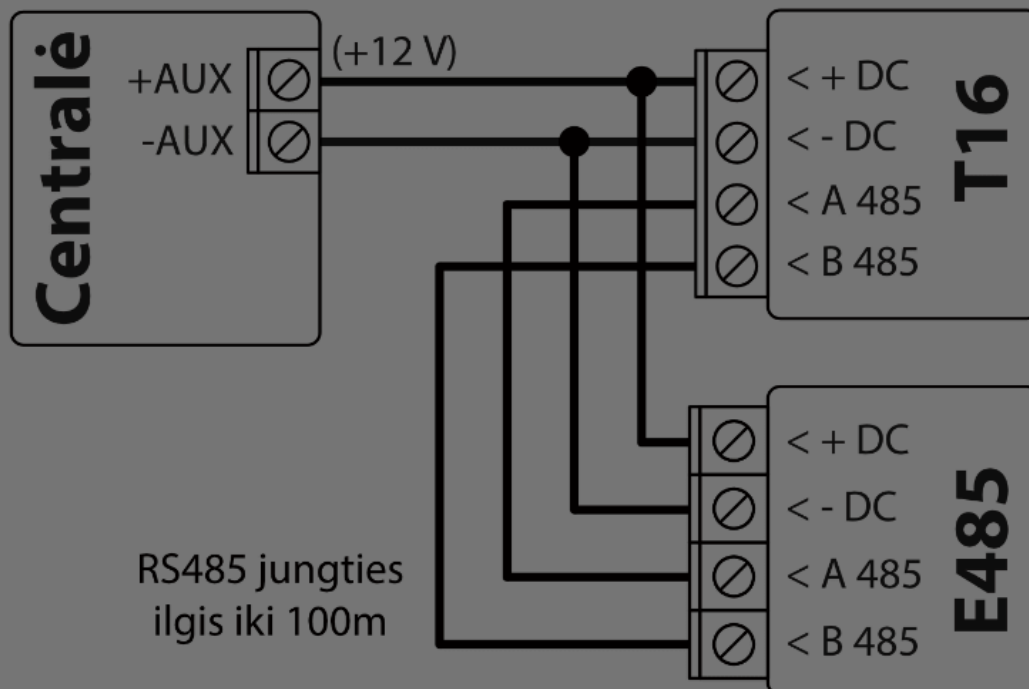 Centralė
+AUX
(+12 V)
-AUX
< + DC
< - DC
< A 485
< B 485
T16
< + DC
< - DC
< A 485
< B 485
E485
RS485 jungties
ilgis iki 100m